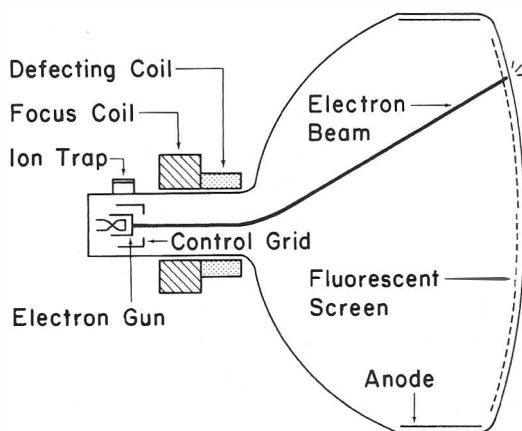 Defecting Coil
Focus Coil
Ion Trap
Electron
Beam
Control Grid
Electron Gun
Fluorescent
Screen
Anode